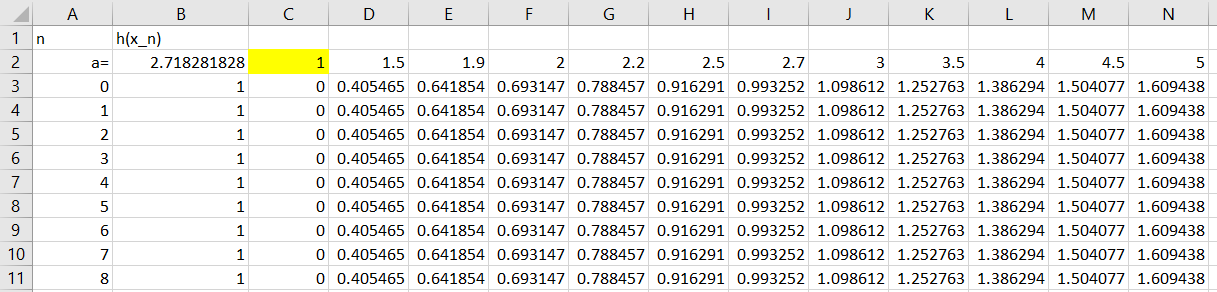 A B C D E F G H I J K L M N
1 n h(x_n)
2 a= 2.718281828 1 1.5 1.9 2 2.2 2.5 2.7 3 3.5 4 4.5 5
3 0 1 0 0.405465 0.641854 0.693147 0.788457 0.916291 0.993252 1.098612 1.252763 1.386294 1.504077 1.609438
4 1 1 0 0.405465 0.641854 0.693147 0.788457 0.916291 0.993252 1.098612 1.252763 1.386294 1.504077 1.609438
5 2 1 0 0.405465 0.641854 0.693147 0.788457 0.916291 0.993252 1.098612 1.252763 1.386294 1.504077 1.609438
6 3 1 0 0.405465 0.641854 0.693147 0.788457 0.916291 0.993252 1.098612 1.252763 1.386294 1.504077 1.609438
7 4 1 0 0.405465 0.641854 0.693147 0.788457 0.916291 0.993252 1.098612 1.252763 1.386294 1.504077 1.609438
8 5 1 0 0.405465 0.641854 0.693147 0.788457 0.916291 0.993252 1.098612 1.252763 1.386294 1.504077 1.609438
9 6 1 0 0.405465 0.641854 0.693147 0.788457 0.916291 0.993252 1.098612 1.252763 1.386294 1.504077 1.609438
10 7 1 0 0.405465 0.641854 0.693147 0.788457 0.916291 0.993252 1.098612 1.252763 1.386294 1.504077 1.609438
11 8 1 0 0.405465 0.641854 0.693147 0.788457 0.916291 0.993252 1.098612 1.252763 1.386294 1.504077 1.609438